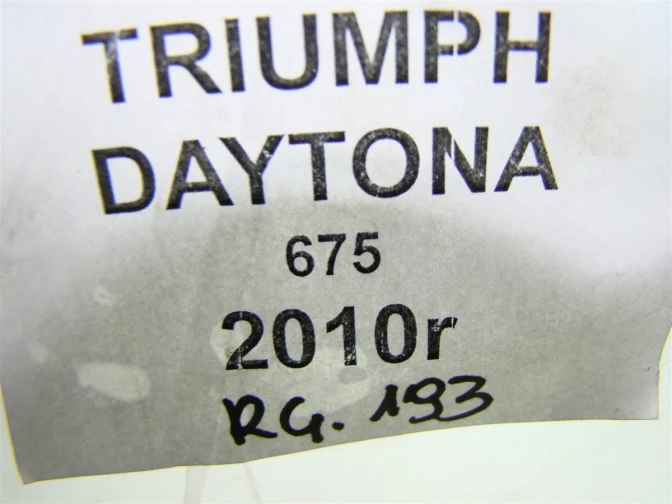 TRIUMPH
DAYTONA
675
2010r
RG. 193